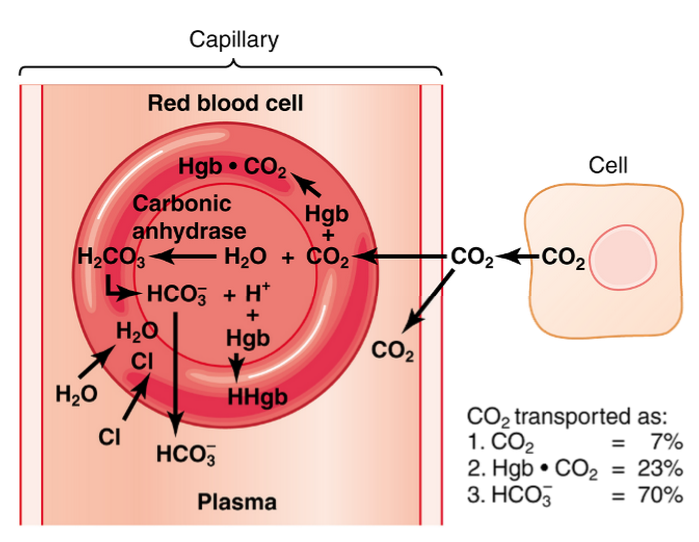 Capillary
Red blood cell
Hgb • CO₂
Cell
Carbonic
anhydrase
Hgb
+
H₂CO₃ H₂O + CO₂ CO₂ CO₂
HCO₃⁻ + H⁺
+
H₂O Hgb
Cl CO₂
H₂O HHgb
Cl
HCO₃⁻
Plasma
CO₂ transported as:
1. CO₂ = 7%
2. Hgb • CO₂ = 23%
3. HCO₃⁻ = 70%